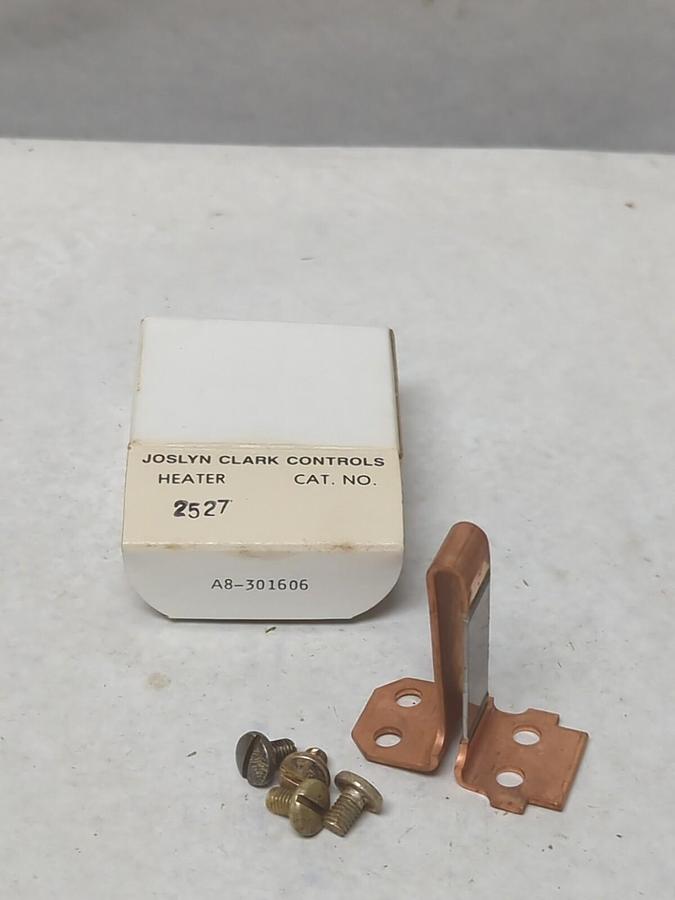 JOSLYN CLARK CONTROLS
HEATER CAT. NO.
2527
A8-301606